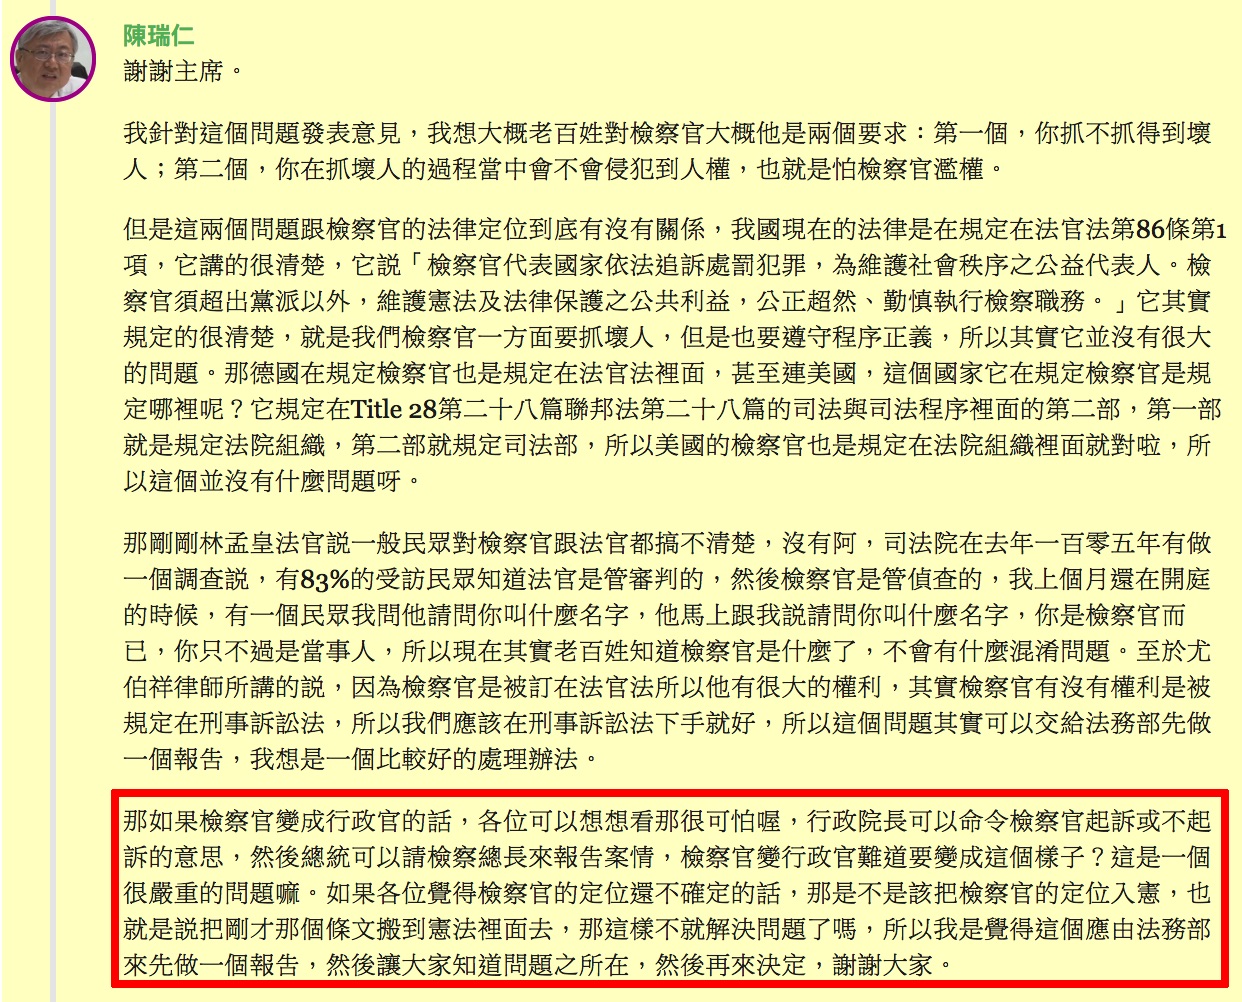 陳瑞仁
謝謝主席。
我針對這個問題發表意見，我想大概老百姓對檢察官大概他是兩個要求：第一個，你抓不抓得到壞
人；第二個，你在抓壞人的過程當中會不會侵犯到人權，也就是怕檢察官濫權。
但是這兩個問題跟檢察官的法律定位到底有沒有關係，我國現在的法律是在規定在法官法第86條第1
項，它講的很清楚，它說「檢察官代表國家依法追訴處罰犯罪，為維護社會秩序之公益代表人。檢
察官須超出黨派以外，維護憲法及法律保護之公共利益，公正超然、勤慎執行檢察職務。」它其實
規定的很清楚，就是我們檢察官一方面要抓壞人，但是也要遵守程序正義，所以其實它並沒有很大
的問題。那德國在規定檢察官也是規定在法官法裡面，甚至連美國，這個國家它在規定檢察官是規
定哪裡呢？它規定在Title 28第二十八篇聯邦法第二十八篇的司法與司法程序裡面的第二部，第一部
就是規定法院組織，第二部就規定司法部，所以美國的檢察官也是規定在法院組織裡面就對啦，所
以這個並沒有什麼問題呀。
那剛剛林孟皇法官說一般民眾對檢察官跟法官都搞不清楚，沒有阿，司法院在去年一百零五年有做
一個調查說，有83%的受訪民眾知道法官是管審判的，然後檢察官是管偵查的，我上個月還在開庭
的時候，有一個民眾我問他請問你叫什麼名字，他馬上跟我說請問你叫什麼名字，你是檢察官而
已，你只不過是當事人，所以現在其實老百姓知道檢察官是什麼了，不會有什麼混淆問題。至於尤
伯祥律師所講的說，因為檢察官是被訂在法官法所以他有很大的權利，其實檢察官有沒有權利是被
規定在刑事訴訟法，所以我們應該在刑事訴訟法下手就好，所以這個問題其實可以交給法務部先做
一個報告，我想是一個比較好的處理辦法。
那如果檢察官變成行政官的話，各位可以想想看那很可怕喔，行政院長可以命令檢察官起訴或不起
訴的意思，然後總統可以請檢察總長來報告案情，檢察官變行政官難道要變成這個樣子？這是一個
很嚴重的問題嘛。如果各位覺得檢察官的定位還不確定的話，那是不是該把檢察官的定位入憲，也
就是說把剛才那個條文搬到憲法裡面去，那這樣不就解決問題了嗎，所以我是覺得這個應由法務部
來先做一個報告，然後讓大家知道問題之所在，然後再來決定，謝謝大家。